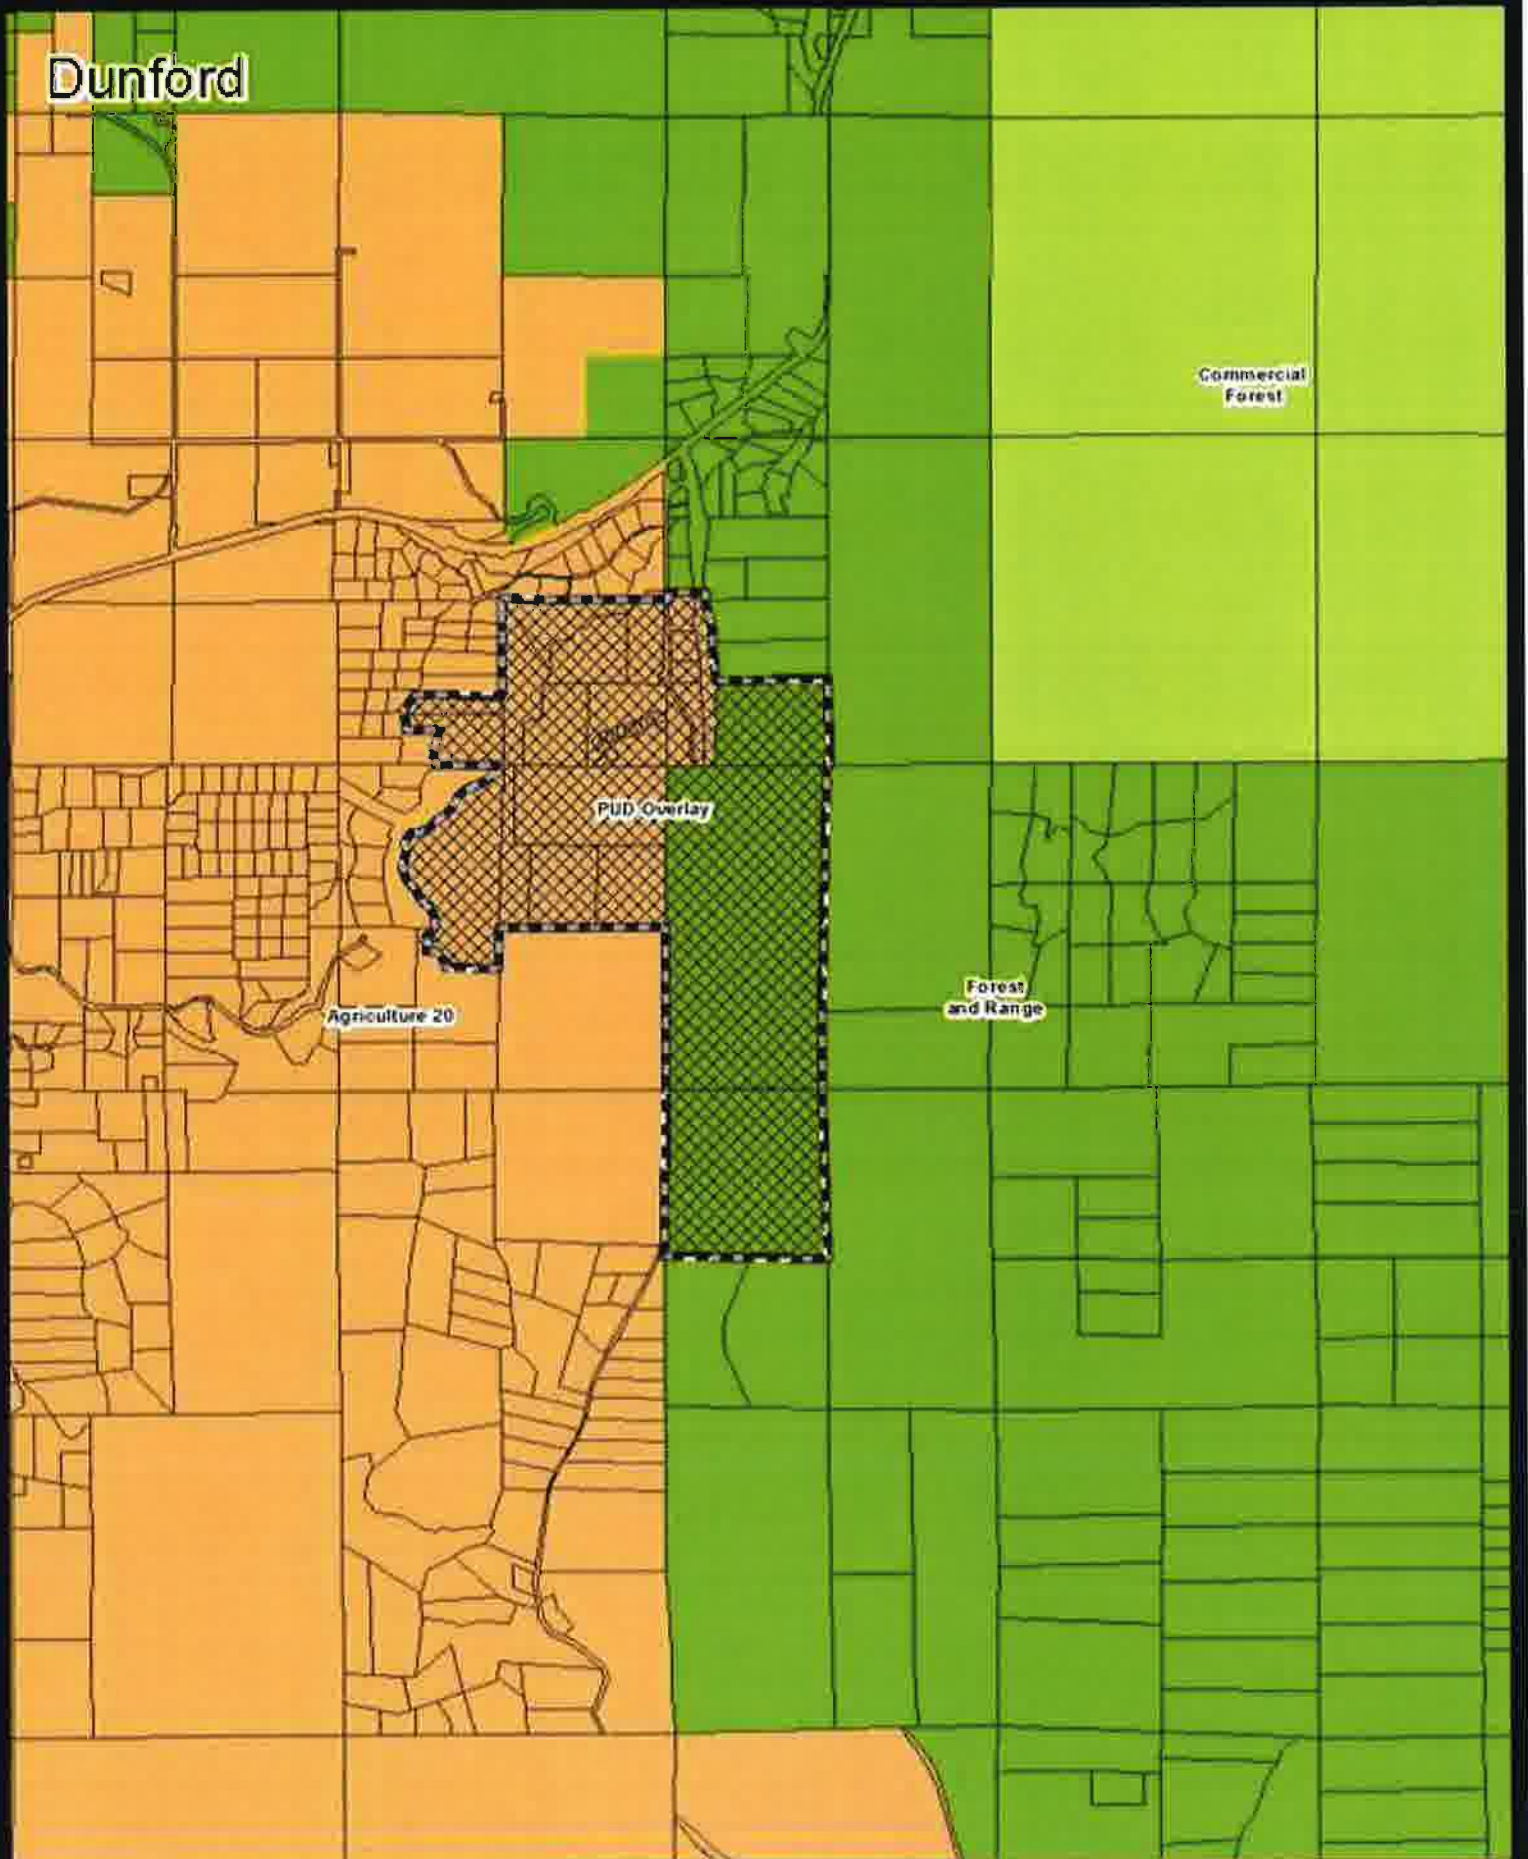 Dunford
Commercial
Forest
PUD Overlay
Forest
and Range
Agriculture 20